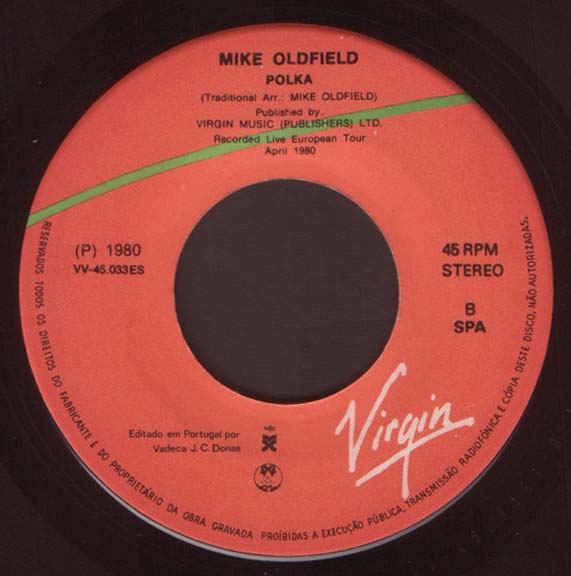 MIKE OLDFIELD
POLKA
(Traditional Arr.: MIKE OLDFIELD)
Published by:
VIRGIN MUSIC (PUBLISHERS) LTD.
Recorded Live European Tour
April 1980
(P) 1980
VV-45.033ES
45 RPM
STEREO
B
SPA
Virgin
Editado em Portugal por
Vadeca J. C. Donas
RESERVADOS TODOS OS DIREITOS DO FABRICANTE E DO PROPRIETÁRIO DA OBRA GRAVADA PROÍBIDAS A EXECUÇÃO PÚBLICA, TRANSMISSÃO RADIOFÓNICA E CÓPIA DESTE DISCO, NÃO AUTORIZADAS.